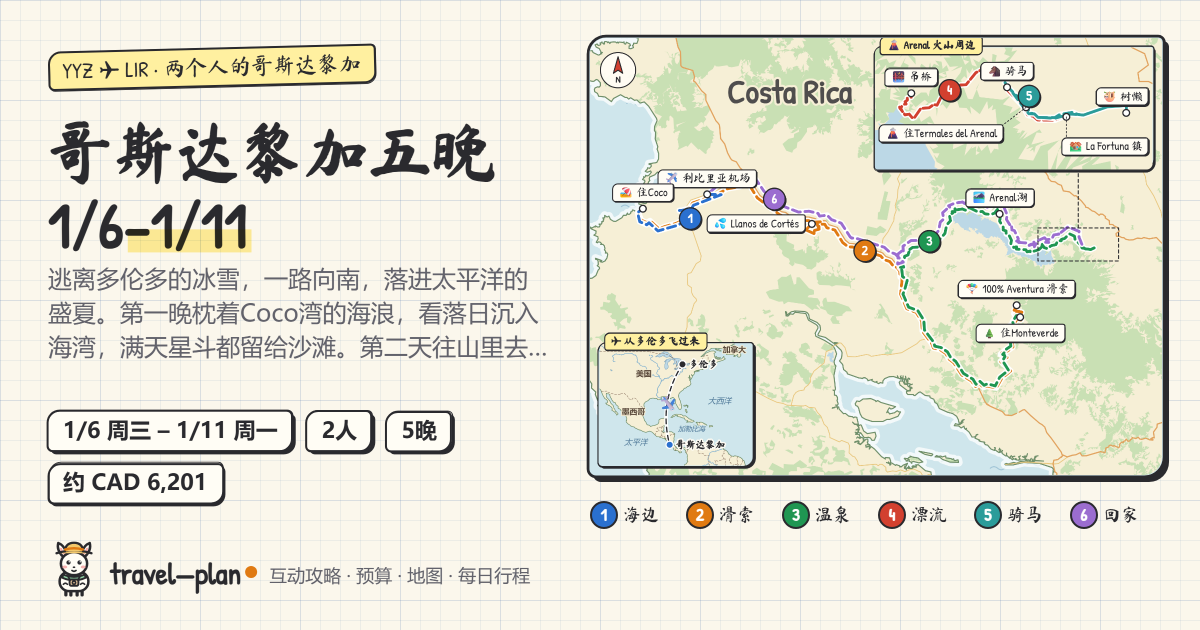 YYZ ✈ LIR · 两个人的哥斯达黎加
哥斯达黎加五晚
1/6–1/11
逃离多伦多的冰雪，一路向南，落进太平洋的
盛夏。第一晚枕着Coco湾的海浪，看落日沉入
海湾，满天星斗都留给沙滩。第二天往山里去…
1/6 周三 – 1/11 周一
2人
5晚
约 CAD 6,201
travel-plan
互动攻略 · 预算 · 地图 · 每日行程
N
Costa Rica
Arenal 火山周边
吊桥
骑马
4
5
树懒
住Termales del Arenal
La Fortuna 镇
利比里亚机场
住Coco
1
6
Llanos de Cortés
2
3
Arenal湖
100% Aventura 滑索
住Monteverde
✈ 从多伦多飞过来
加拿大
多伦多
美国
大西洋
墨西哥
加勒比海
太平洋
哥斯达黎加
1 海边
2 滑索
3 温泉
4 漂流
5 骑马
6 回家